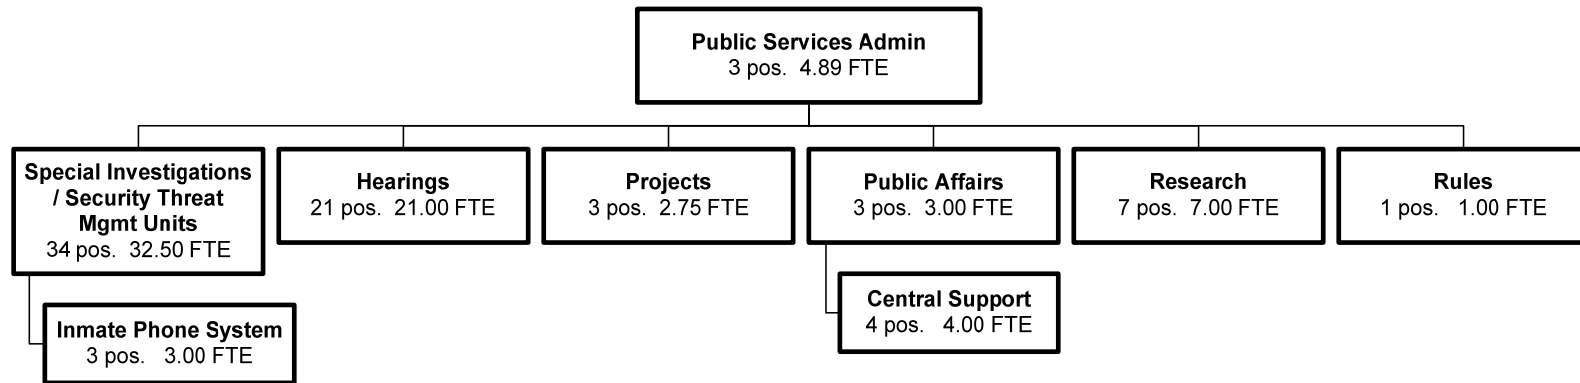 Public Services Admin
3 pos.  4.89 FTE
Special Investigations
/ Security Threat
Mgmt Units
34 pos.  32.50 FTE
Hearings
21 pos.  21.00 FTE
Projects
3 pos.  2.75 FTE
Public Affairs
3 pos.  3.00 FTE
Research
7 pos.  7.00 FTE
Rules
1 pos.   1.00 FTE
Inmate Phone System
3 pos.   3.00 FTE
Central Support
4 pos.   4.00 FTE